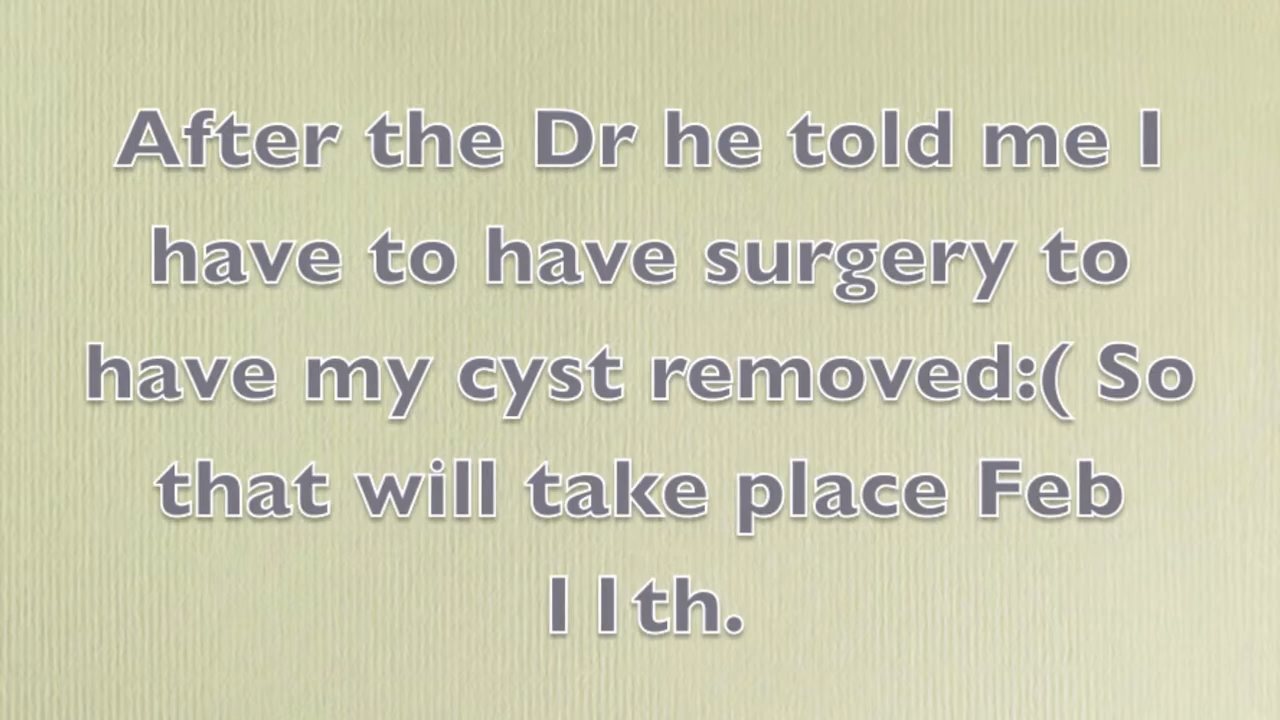 After the Dr he told me I
have to have surgery to
have my cyst removed:( So
that will take place Feb
11th.